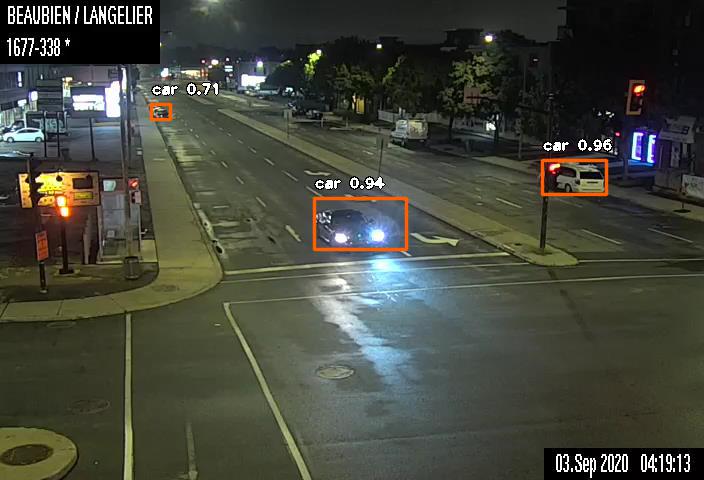 BEAUBIEN / LANGELIER
1677-338 *
car 0.71
car 0.96
car 0.94
03.Sep 2020 04:19:13